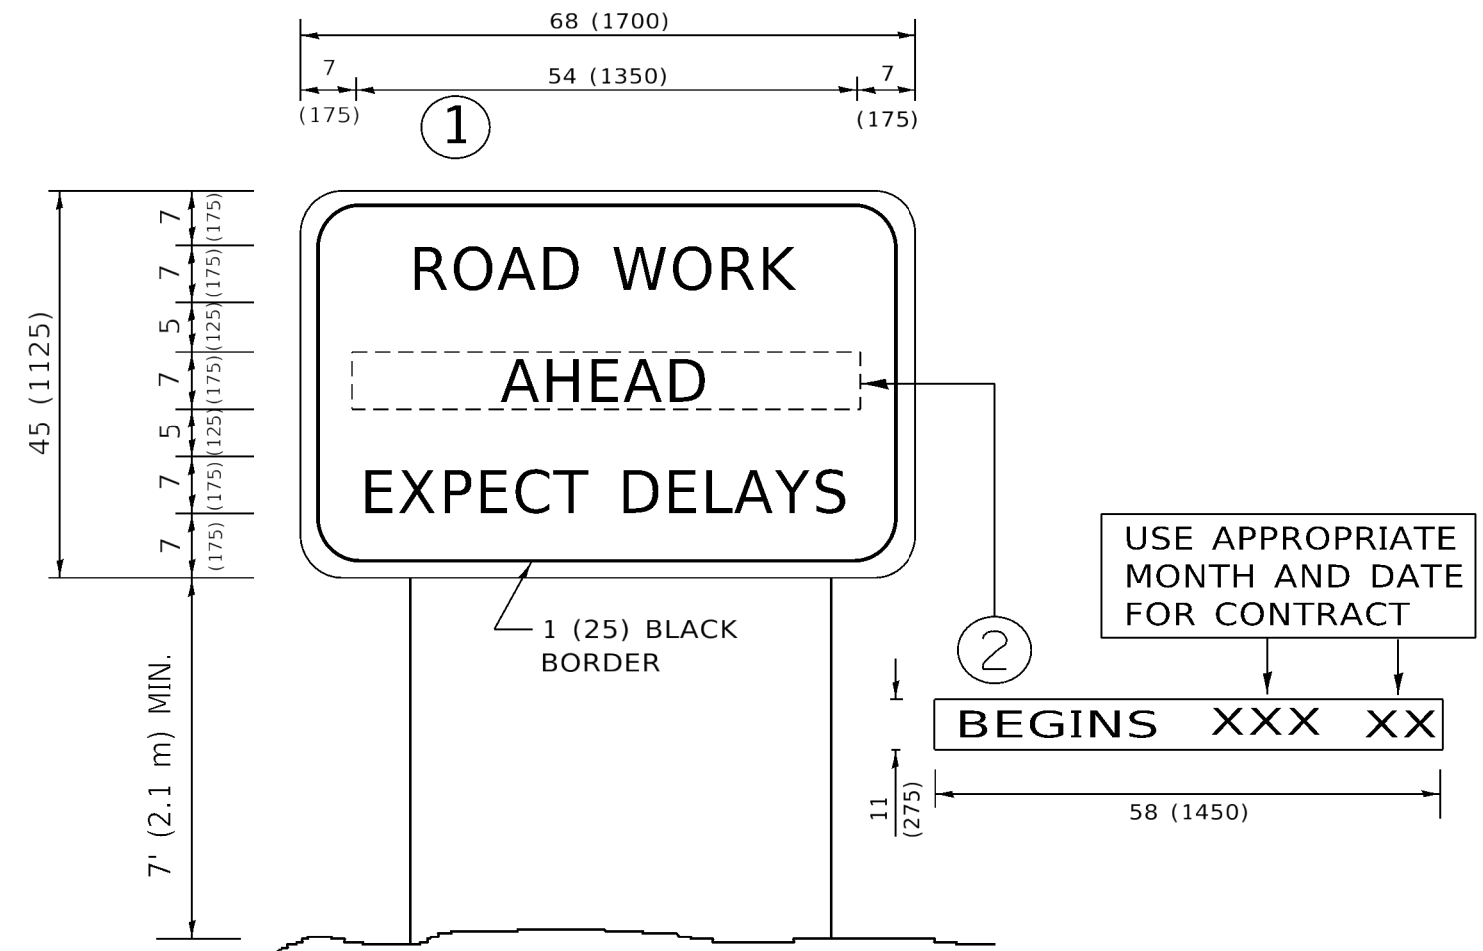 68 (1700)
7
54 (1350)
7
(175)
(175)
1
45 (1125)
7 (175)
7 (175)
5 (125)
7 (175)
5 (125)
7 (175)
7 (175)
ROAD WORK
AHEAD
EXPECT DELAYS
7' (2.1 m) MIN.
1 (25) BLACK
BORDER
2
USE APPROPRIATE
MONTH AND DATE
FOR CONTRACT
BEGINS XXX XX
11
(275)
58 (1450)